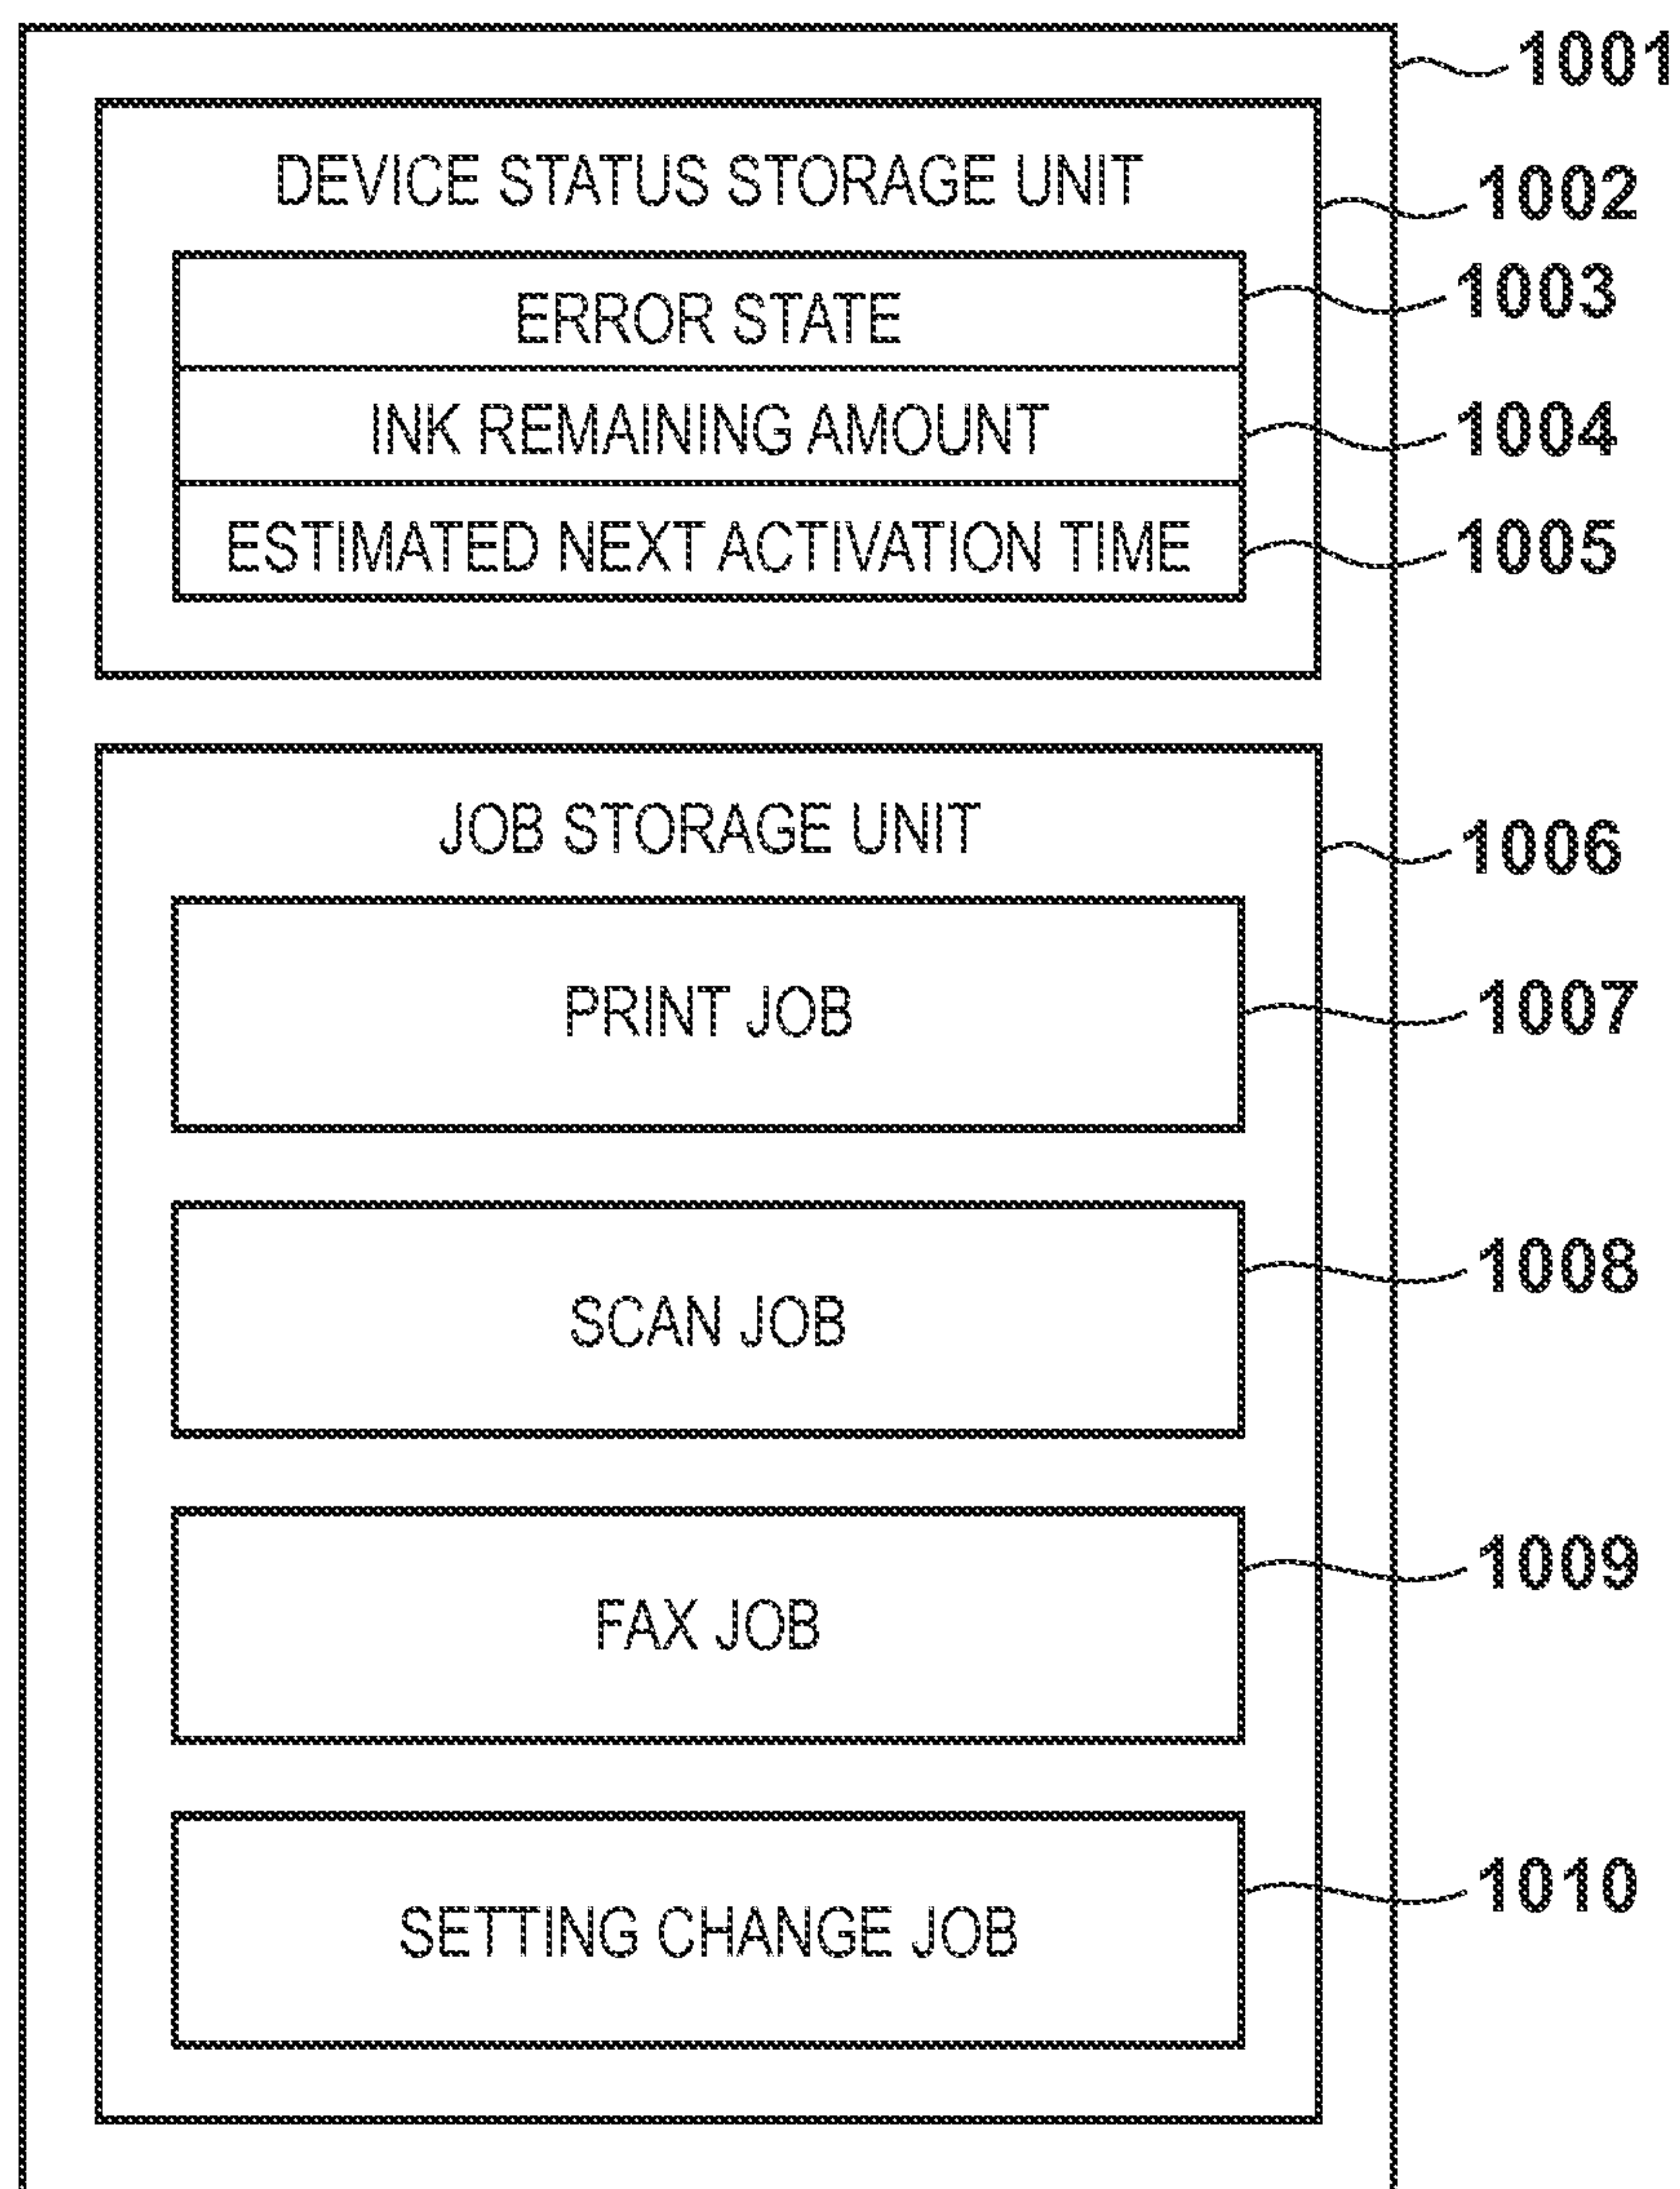 1001
DEVICE STATUS STORAGE UNIT 1002
ERROR STATE 1003
INK REMAINING AMOUNT 1004
ESTIMATED NEXT ACTIVATION TIME 1005
JOB STORAGE UNIT 1006
PRINT JOB 1007
SCAN JOB 1008
FAX JOB 1009
SETTING CHANGE JOB 1010